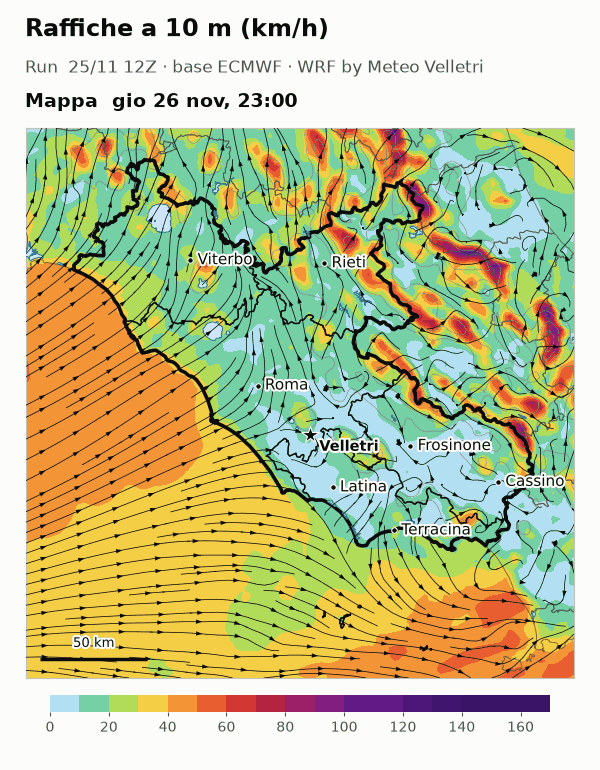 Raffiche a 10 m (km/h)
Run  25/11 12Z · base ECMWF · WRF by Meteo Velletri
Mappa  gio 26 nov, 23:00
Viterbo
Rieti
Roma
Velletri
Frosinone
Latina
Cassino
Terracina
50 km
0 20 40 60 80 100 120 140 160